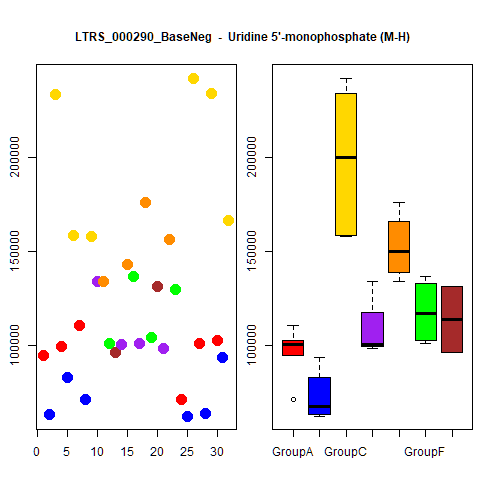 LTRS_000290_BaseNeg - Uridine 5'-monophosphate (M-H)
200000
150000
100000
0 5 10 15 20 25 30
200000
150000
100000
GroupA GroupC GroupF